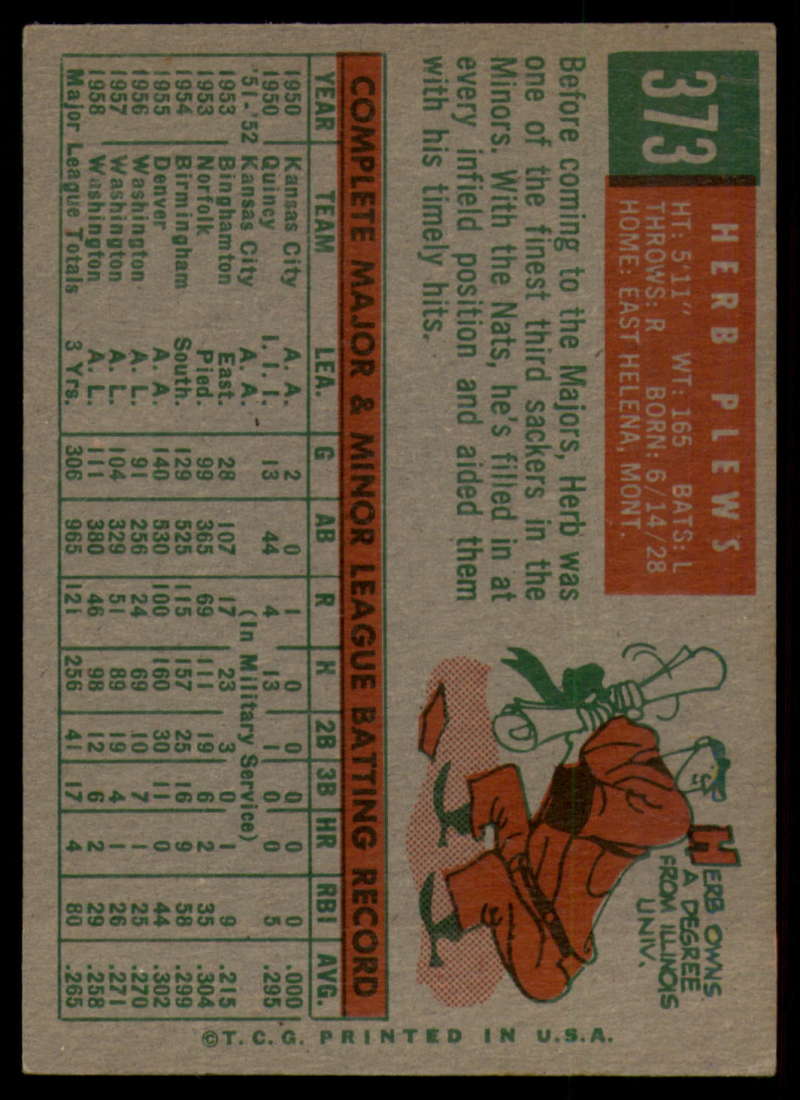 373
HERB PLEWS
HT: 5'11" WT: 165 BATS: L
THROWS: R BORN: 6/14/28
HOME: EAST HELENA, MONT.
Before coming to the Majors, Herb was
one of the finest third sackers in the
Minors. With the Nats, he's filled in at
every infield position and aided them
with his timely hits.
HERB OWNS
A DEGREE
FROM ILLINOIS
UNIV.
COMPLETE MAJOR & MINOR LEAGUE BATTING RECORD
YEAR TEAM LEA. G AB R H 2B 3B HR RBI AVG.
1950 Kansas City A. A. 2 0 1 0 0 0 0 0 .000
1950 Quincy I. I. I. 13 44 4 13 1 0 0 5 .295
'51-'52 Kansas City A. A. (In Military Service)
1953 Binghamton East. 28 107 17 23 3 0 1 9 .215
1953 Norfolk Pied. 99 365 69 111 19 6 2 35 .304
1954 Birmingham South. 129 525 115 157 25 16 9 58 .299
1955 Denver A. A. 140 530 100 160 30 11 0 44 .302
1956 Washington A. L. 91 256 24 69 10 7 1 25 .270
1957 Washington A. L. 104 329 51 89 19 4 1 26 .271
1958 Washington A. L. 111 380 46 98 12 6 2 29 .258
Major League Totals 3 Yrs. 306 965 121 256 41 17 4 80 .265
©T.C.G. PRINTED IN U.S.A.